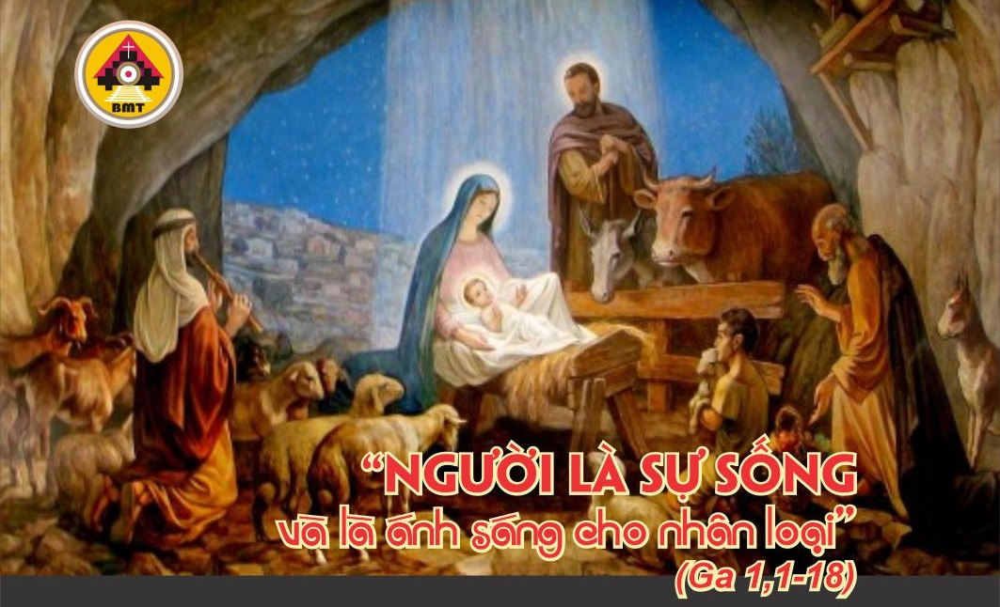 BMT
“NGƯỜI LÀ SỰ SỐNG
và là ánh sáng cho nhân loại”
(Ga 1,1-18)